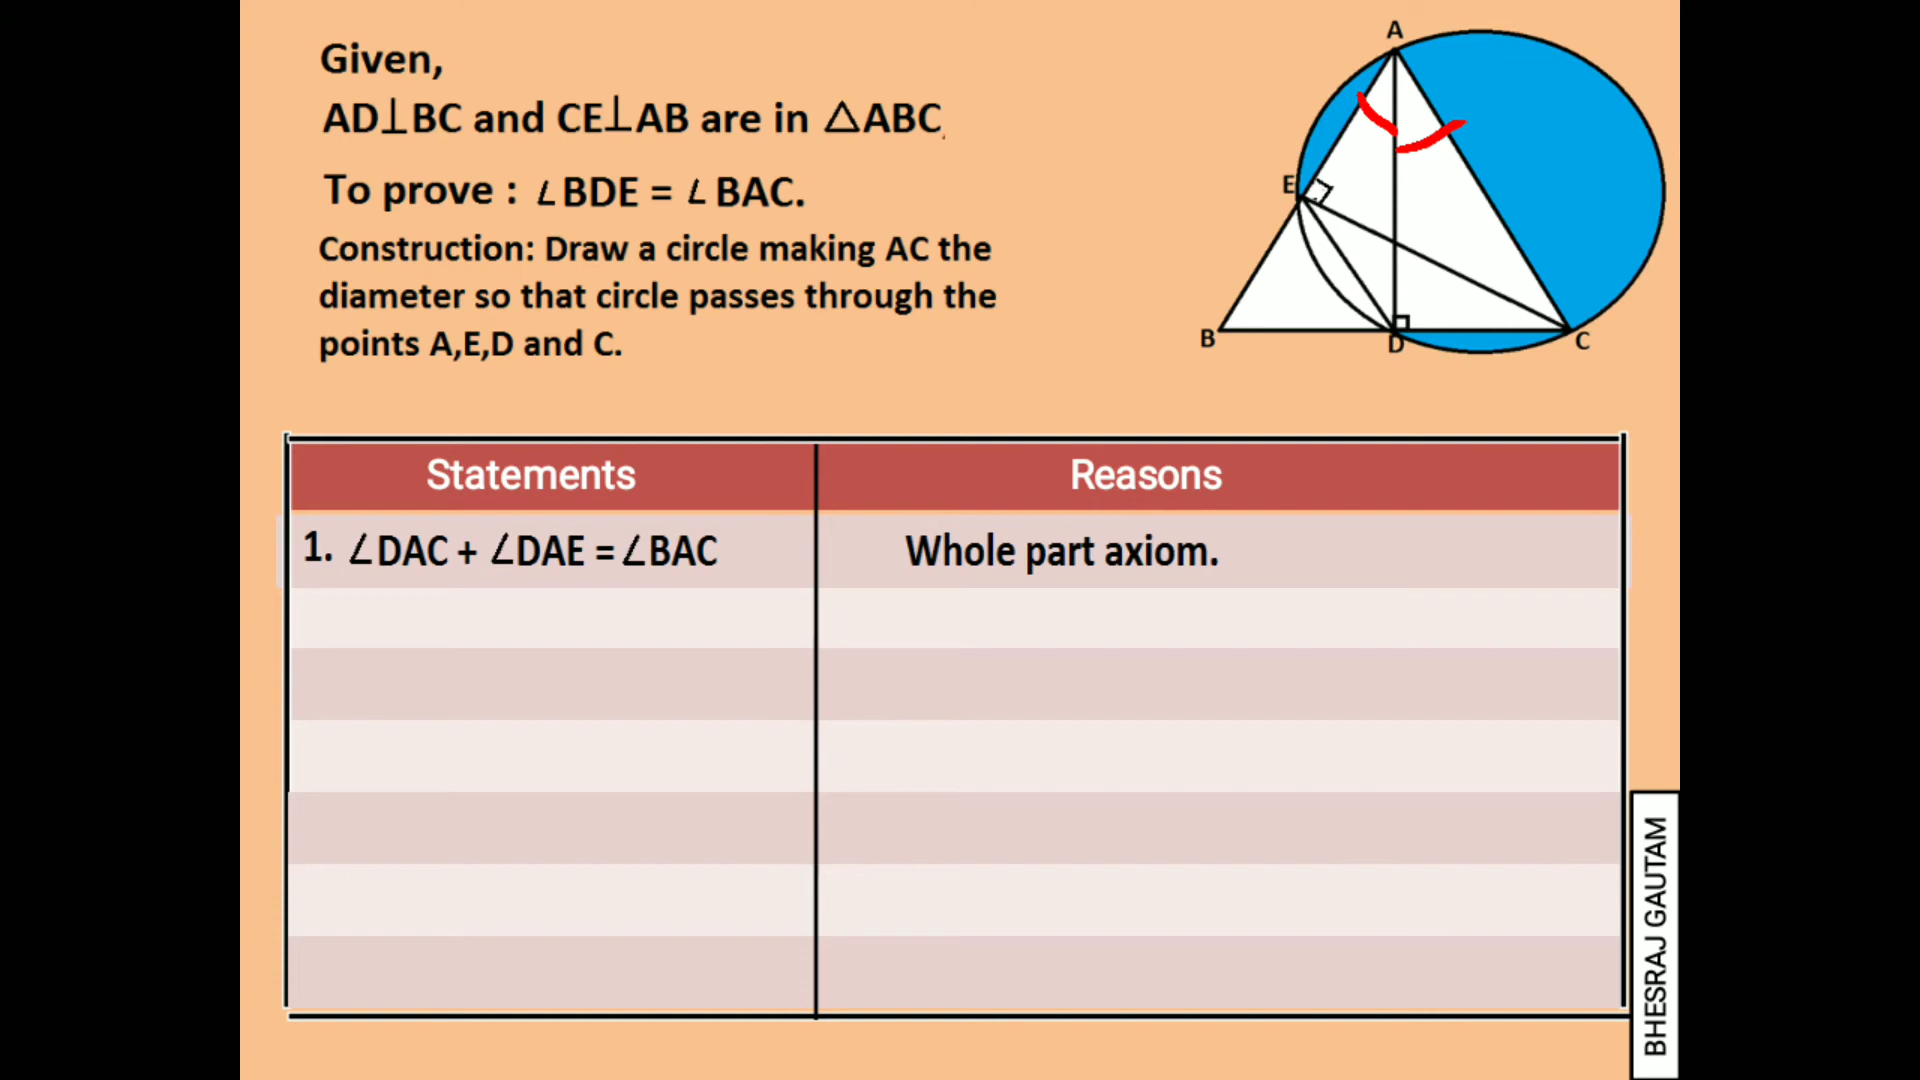 Given,
AD⊥BC and CE⊥AB are in △ABC.
To prove : ∠BDE = ∠BAC.
Construction: Draw a circle making AC the
diameter so that circle passes through the
points A,E,D and C.
A
E
B
D
C
Statements
Reasons
1. ∠DAC + ∠DAE = ∠BAC
Whole part axiom.
BHESRAJ GAUTAM